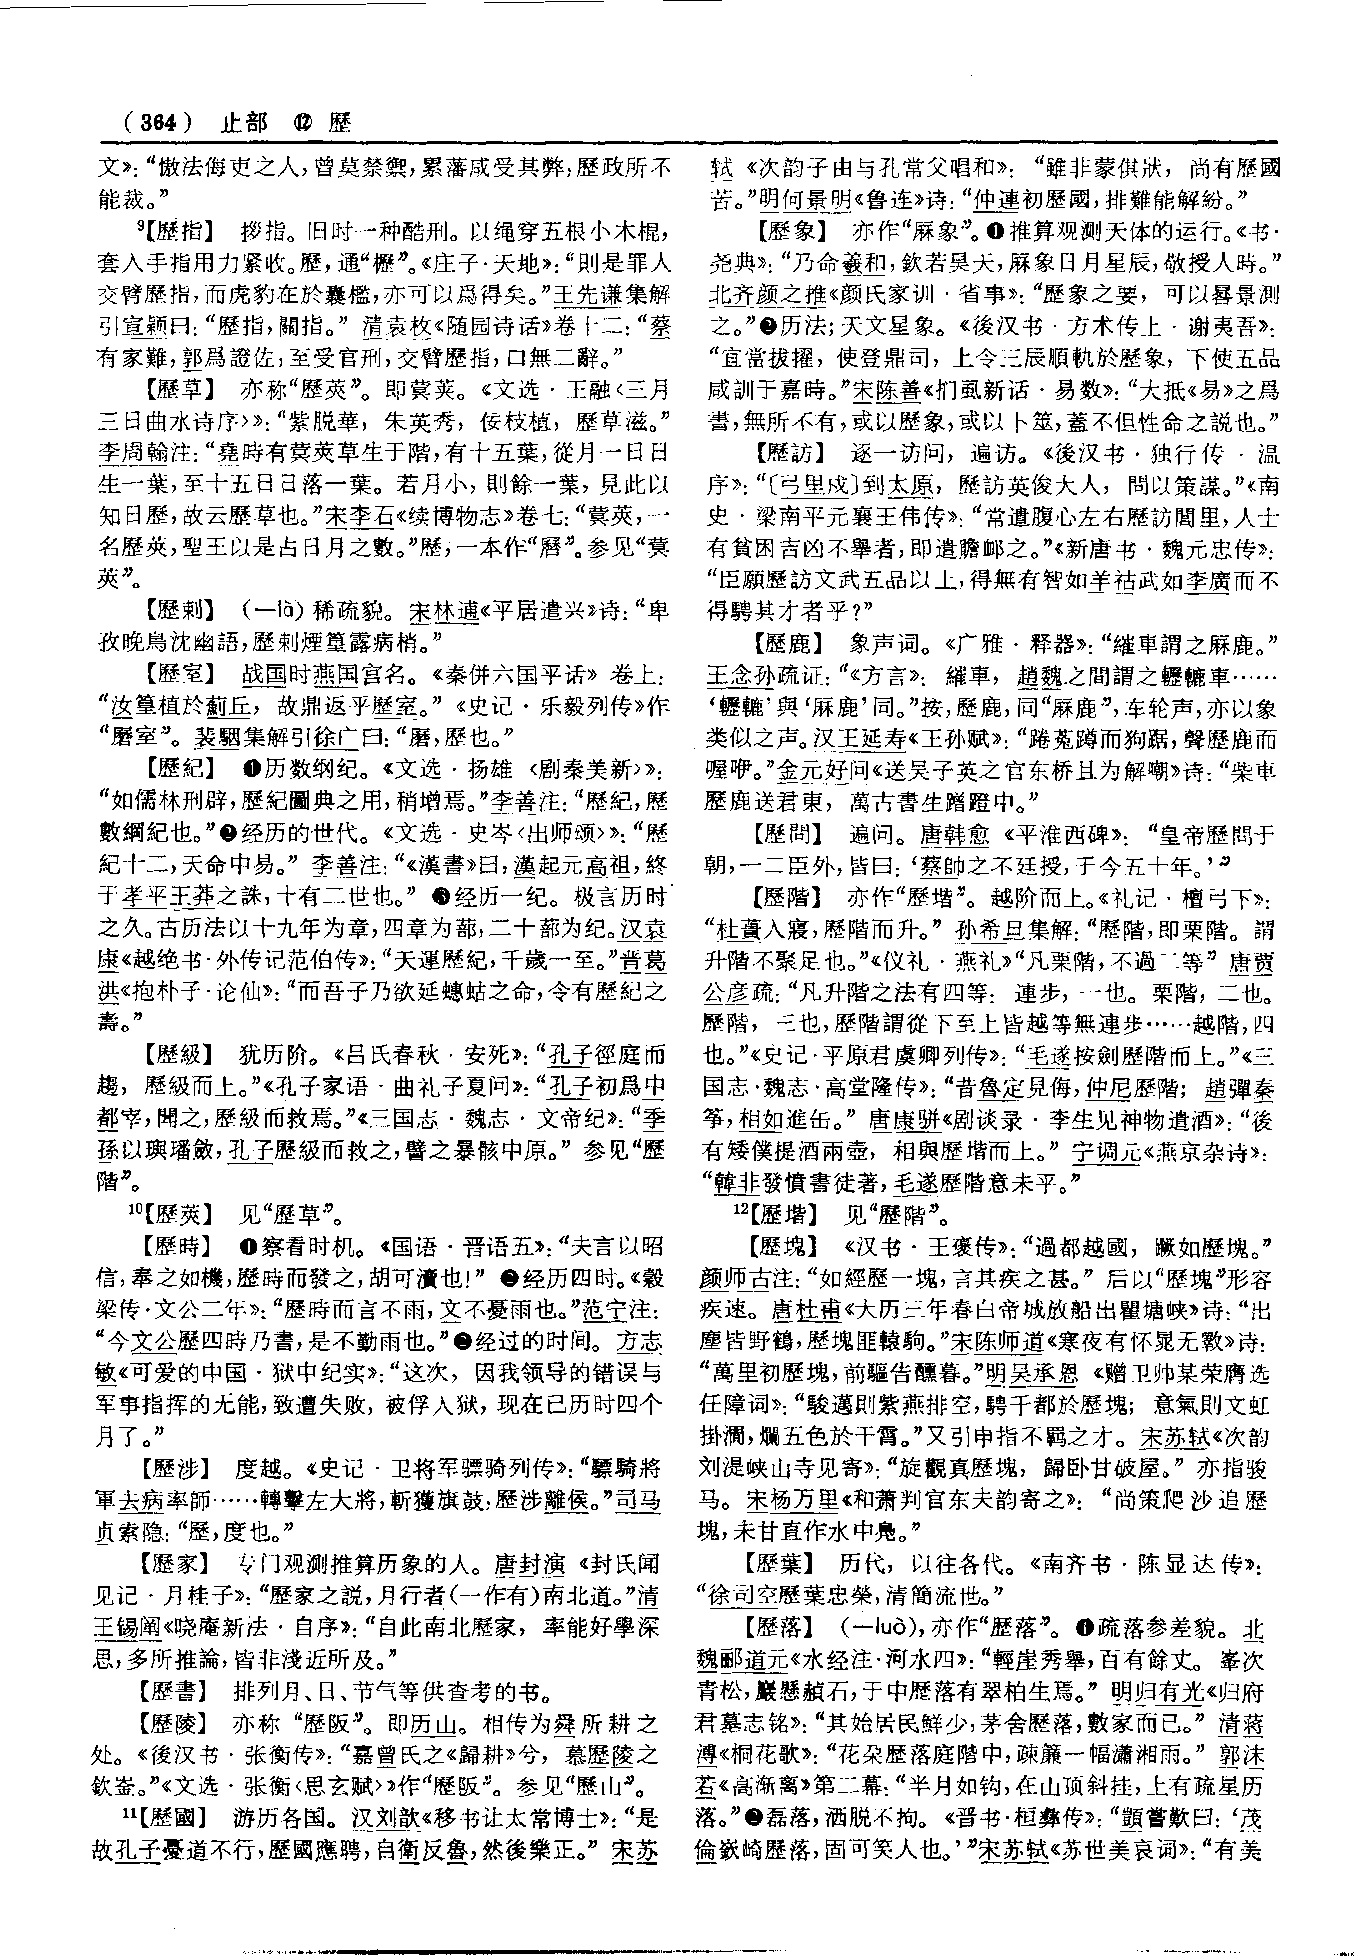 (364) 止部 ⑫ 歷
文》：“慠法侮吏之人，曾莫禁禦，累藩咸受其弊，歷政所不
能裁。”
⁹【歷指】 拶指。旧时一种酷刑。以绳穿五根小木棍，
套入手指用力紧收。歷，通“櫪”。《庄子·天地》：“則是罪人
交臂歷指，而虎豹在於囊檻，亦可以爲得矣。”王先谦集解
引宣颖曰：“歷指，關指。” 清袁枚《随园诗话》卷十二：“蔡
有家難，郭爲證佐，至受官刑，交臂歷指，口無二辭。”
【歷草】 亦称“歷莢”。即蓂荚。《文选·王融〈三月
三日曲水诗序〉》：“紫脱華，朱英秀，佞枝植，歷草滋。”
李周翰注：“堯時有蓂莢草生于階，有十五葉，從月一日日
生一葉，至十五日日落一葉。若月小，則餘一葉，見此以
知日歷，故云歷草也。”宋李石《续博物志》卷七：“蓂莢，一
名歷莢，聖王以是占日月之數。”歷，一本作“曆”。参见“蓂
莢”。
【歷剌】 （—là）稀疏貌。宋林逋《平居遣兴》诗：“卑
孜晚鳥沈幽語，歷剌煙篁露病梢。”
【歷室】 战国时燕国宫名。《秦併六国平话》卷上：
“汶篁植於薊丘，故鼎返乎歷室。”《史记·乐毅列传》作
“磿室”。裴駰集解引徐广曰：“磿，歷也。”
【歷紀】 ❶历数纲纪。《文选·扬雄〈剧秦美新〉》：
“如儒林刑辟，歷紀圖典之用，稍增焉。”李善注：“歷紀，歷
數綱紀也。”❷经历的世代。《文选·史岑〈出师颂〉》：“歷
紀十二，天命中易。” 李善注：“《漢書》曰，漢起元高祖，終
于孝平王莽之誅，十有二世也。” ❸经历一纪。极言历时
之久。古历法以十九年为章，四章为蔀，二十蔀为纪。汉袁
康《越绝书·外传记范伯传》：“天運歷紀，千歲一至。”晋葛
洪《抱朴子·论仙》：“而吾子乃欲延蟪蛄之命，令有歷紀之
壽。”
【歷級】 犹历阶。《吕氏春秋·安死》：“孔子徑庭而
趨，歷級而上。”《孔子家语·曲礼子夏问》：“孔子初爲中
都宰，聞之，歷級而救焉。”《三国志·魏志·文帝纪》：“季
孫以璵璠斂，孔子歷級而救之，譬之暴骸中原。” 参见“歷
階”。
¹⁰【歷莢】 见“歷草”。
【歷時】 ❶察看时机。《国语·晋语五》：“夫言以昭
信，奉之如機，歷時而發之，胡可瀆也！” ❷经历四时。《穀
梁传·文公二年》：“歷時而言不雨，文不憂雨也。”范宁注：
“今文公歷四時乃書，是不勤雨也。”❸经过的时间。方志
敏《可爱的中国·狱中纪实》：“这次，因我领导的错误与
军事指挥的无能，致遭失败，被俘入狱，现在已历时四个
月了。”
【歷涉】 度越。《史记·卫将军骠骑列传》：“驃騎將
軍去病率師……轉擊左大將，斬獲旗鼓，歷涉離侯。”司马
贞索隐：“歷，度也。”
【歷家】 专门观测推算历象的人。唐封演《封氏闻
见记·月桂子》：“歷家之説，月行者（一作有）南北道。”清
王锡阐《晓庵新法·自序》：“自此南北歷家，率能好學深
思，多所推論，皆非淺近所及。”
【歷書】 排列月、日、节气等供查考的书。
【歷陵】 亦称“歷阪”。即历山。相传为舜所耕之
处。《後汉书·张衡传》：“嘉曾氏之《歸耕》兮，慕歷陵之
欽崟。”《文选·张衡〈思玄赋〉》作“歷阪”。参见“歷山”。
¹¹【歷國】 游历各国。汉刘歆《移书让太常博士》：“是
故孔子憂道不行，歷國應聘，自衛反魯，然後樂正。” 宋苏
轼《次韵子由与孔常父唱和》：“雖非蒙供狀，尚有歷國
苦。”明何景明《鲁连》诗：“仲連初歷國，排難能解紛。”
【歷象】 亦作“厤象”。❶推算观测天体的运行。《书·
尧典》：“乃命羲和，欽若昊天，厤象日月星辰，敬授人時。”
北齐颜之推《颜氏家训·省事》：“歷象之要，可以晷景測
之。”❷历法；天文星象。《後汉书·方术传上·谢夷吾》：
“宜當拔擢，使登鼎司，上令三辰順軌於歷象，下使五品
咸訓于嘉時。”宋陈善《扪虱新话·易数》：“大抵《易》之爲
書，無所不有，或以歷象，或以卜筮，蓋不但性命之説也。”
【歷訪】 逐一访问，遍访。《後汉书·独行传·温
序》：“〔弓里戍〕到太原，歷訪英俊大人，問以策謀。”《南
史·梁南平元襄王伟传》：“常遣腹心左右歷訪閭里，人士
有貧困吉凶不舉者，即遣贍卹之。”《新唐书·魏元忠传》：
“臣願歷訪文武五品以上，得無有智如羊祜武如李廣而不
得騁其才者乎？”
【歷鹿】 象声词。《广雅·释器》：“維車謂之厤鹿。”
王念孙疏证：“《方言》：維車，趙魏之間謂之轣轆車……
‘轣轆’與‘厤鹿’同。”按，歷鹿，同“厤鹿”，车轮声，亦以象
类似之声。汉王延寿《王孙赋》：“踡菟蹲而狗踞，聲歷鹿而
喔咿。”金元好问《送吴子英之官东桥且为解嘲》诗：“柴車
歷鹿送君東，萬古書生蹭蹬中。”
【歷問】 遍问。唐韩愈《平淮西碑》：“皇帝歷問于
朝，一二臣外，皆曰：‘蔡帥之不廷授，于今五十年。’”
【歷階】 亦作“歷堦”。越阶而上。《礼记·檀弓下》：
“杜蕢入寢，歷階而升。” 孙希旦集解：“歷階，即栗階。謂
升階不聚足也。”《仪礼·燕礼》“凡栗階，不過二等”唐贾
公彦疏：“凡升階之法有四等：連步，一也。栗階，二也。
歷階，三也，歷階謂從下至上皆越等無連步……越階，四
也。”《史记·平原君虞卿列传》：“毛遂按劍歷階而上。”《三
国志·魏志·高堂隆传》：“昔魯定見侮，仲尼歷階；趙彈秦
筝，相如進缶。” 唐康骈《剧谈录·李生见神物遗酒》：“後
有矮僕提酒兩壺，相與歷堦而上。” 宁调元《燕京杂诗》：
“韓非發憤書徒著，毛遂歷階意未平。”
¹²【歷堦】 见“歷階”。
【歷塊】 《汉书·王褒传》：“過都越國，蹶如歷塊。”
颜师古注：“如經歷一塊，言其疾之甚。” 后以“歷塊”形容
疾速。唐杜甫《大历三年春白帝城放船出瞿塘峡》诗：“出
塵皆野鶴，歷塊匪轅駒。”宋陈师道《寒夜有怀晁无斁》诗：
“萬里初歷塊，前驅告醺暮。”明吴承恩《赠卫帅某荣膺选
任障词》：“駿邁則紫燕排空，騁千都於歷塊；意氣則文虹
掛澗，爛五色於干霄。”又引申指不羁之才。宋苏轼《次韵
刘湜峡山寺见寄》：“旋觀真歷塊，歸卧甘破屋。” 亦指骏
马。宋杨万里《和萧判官东夫韵寄之》：“尚策爬沙追歷
塊，未甘直作水中鳧。”
【歷葉】 历代，以往各代。《南齐书·陈显达传》：
“徐司空歷葉忠榮，清簡流世。”
【歷落】 （—luò），亦作“歷落”。❶疏落参差貌。北
魏郦道元《水经注·河水四》：“輕崖秀舉，百有餘丈。峯次
青松，巖懸赬石，于中歷落有翠柏生焉。” 明归有光《归府
君墓志铭》：“其始居民鮮少，茅舍歷落，數家而已。” 清蒋
溥《桐花歌》：“花朵歷落庭階中，疎簾一幅瀟湘雨。” 郭沫
若《高渐离》第二幕：“半月如钩，在山顶斜挂，上有疏星历
落。”❷磊落，洒脱不拘。《晋书·桓彝传》：“顗嘗歎曰：‘茂
倫嶔崎歷落，固可笑人也。’”宋苏轼《苏世美哀词》：“有美